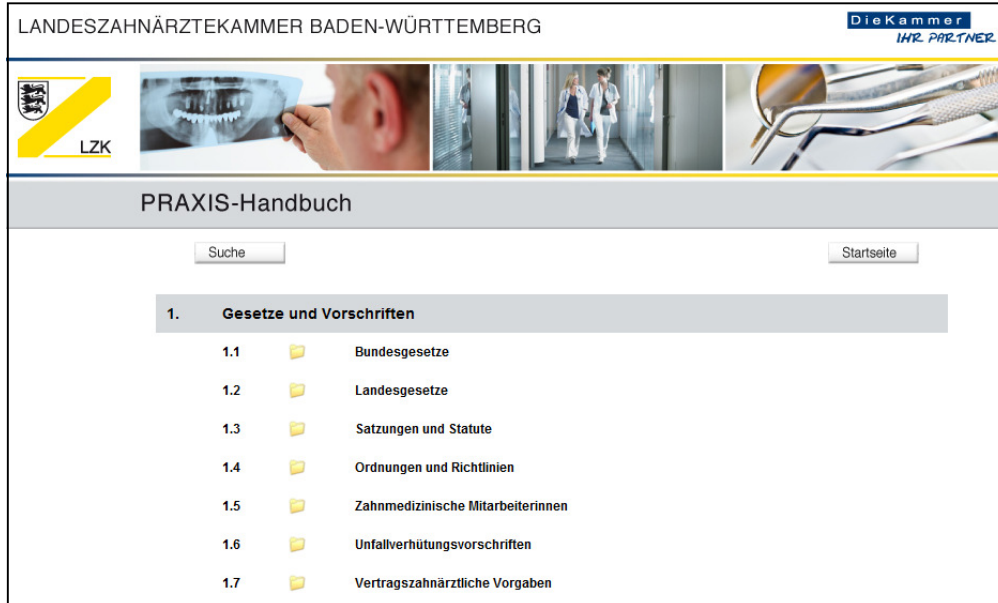 LANDESZAHNÄRZTEKAMMER BADEN-WÜRTTEMBERG
DieKammer
IHR PARTNER
LZK
PRAXIS-Handbuch
Suche
Startseite
1. Gesetze und Vorschriften
1.1 Bundesgesetze
1.2 Landesgesetze
1.3 Satzungen und Statute
1.4 Ordnungen und Richtlinien
1.5 Zahnmedizinische Mitarbeiterinnen
1.6 Unfallverhütungsvorschriften
1.7 Vertragszahnärztliche Vorgaben